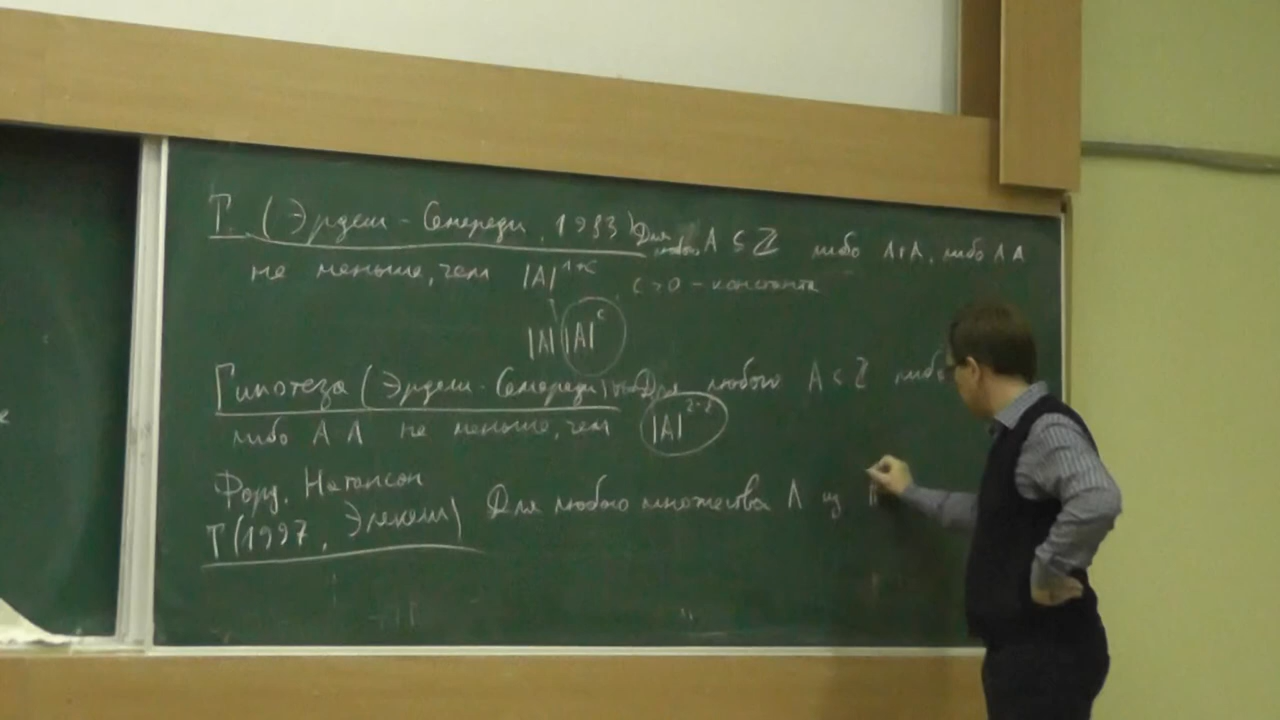 Т. (Эрдеш - Семереди, 1983) Для любого A ⊆ ℤ либо A+A, либо A A
не меньше, чем |A|^{1+c} c > 0 - константа
|A| |A|^c
Гипотеза (Эрдеш - Семереди) Для любого A ⊂ ℤ либо
либо A A не меньше, чем |A|^{2-ε}
Форд, Натансон
Т (1997, Элекеш) Для любого множества A из